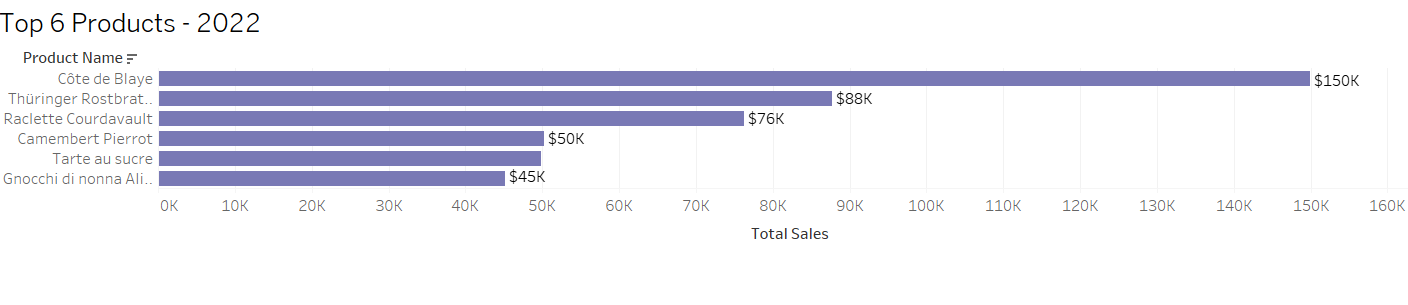 Top 6 Products - 2022
Product Name
Côte de Blaye $150K
Thüringer Rostbrat.. $88K
Raclette Courdavault $76K
Camembert Pierrot $50K
Tarte au sucre
Gnocchi di nonna Ali.. $45K
0K 10K 20K 30K 40K 50K 60K 70K 80K 90K 100K 110K 120K 130K 140K 150K 160K
Total Sales